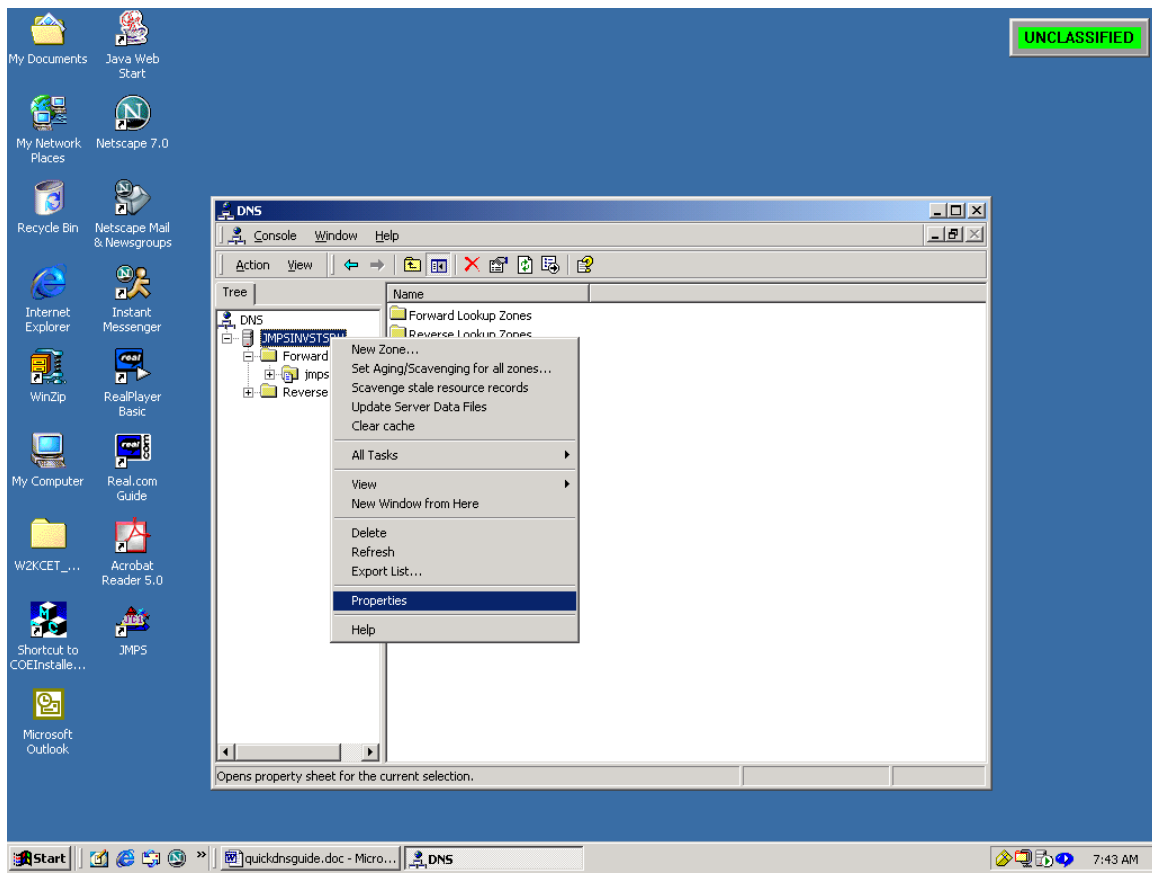 My Documents
Java Web
Start
UNCLASSIFIED
My Network
Places
Netscape 7.0
Recycle Bin
Netscape Mail
& Newsgroups
Internet
Explorer
Instant
Messenger
WinZip
RealPlayer
Basic
My Computer
Real.com
Guide
W2KCET_...
Acrobat
Reader 5.0
Shortcut to
COEInstalle...
JMPS
Microsoft
Outlook
DNS
Console Window Help
Action View
Tree
Name
DNS
Forward
jmps
Reverse
Forward Lookup Zones
Reverse Lookup Zones
New Zone...
Set Aging/Scavenging for all zones...
Scavenge stale resource records
Update Server Data Files
Clear cache
All Tasks
View
New Window from Here
Delete
Refresh
Export List...
Properties
Help
Opens property sheet for the current selection.
Start
quickdnsguide.doc - Micro...
DNS
7:43 AM